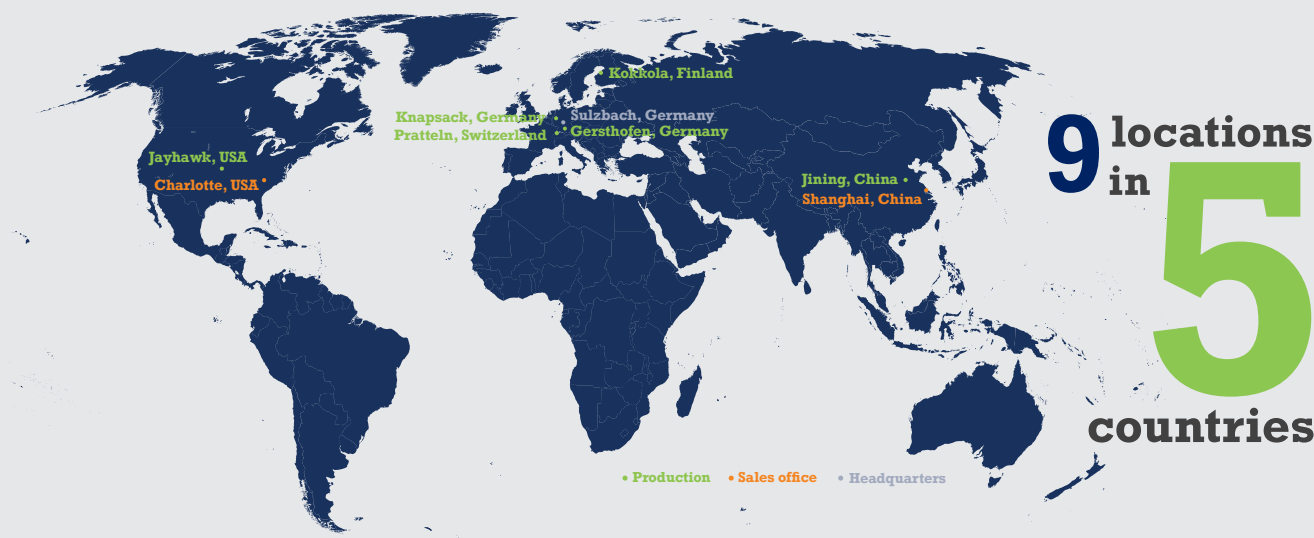 Kokkola, Finland
Knapsack, Germany
Sulzbach, Germany
Pratteln, Switzerland
Gersthofen, Germany
Jayhawk, USA
Charlotte, USA
Jining, China
Shanghai, China
9 locations
in 5
countries
Production
Sales office
Headquarters